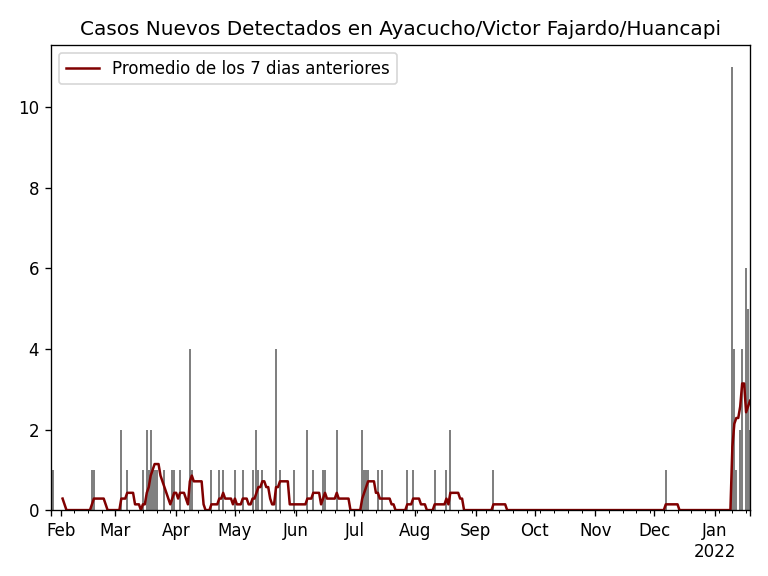 Casos Nuevos Detectados en Ayacucho/Victor Fajardo/Huancapi
Promedio de los 7 dias anteriores
10
8
6
4
2
0
Feb Mar Apr May Jun Jul Aug Sep Oct Nov Dec Jan
2022